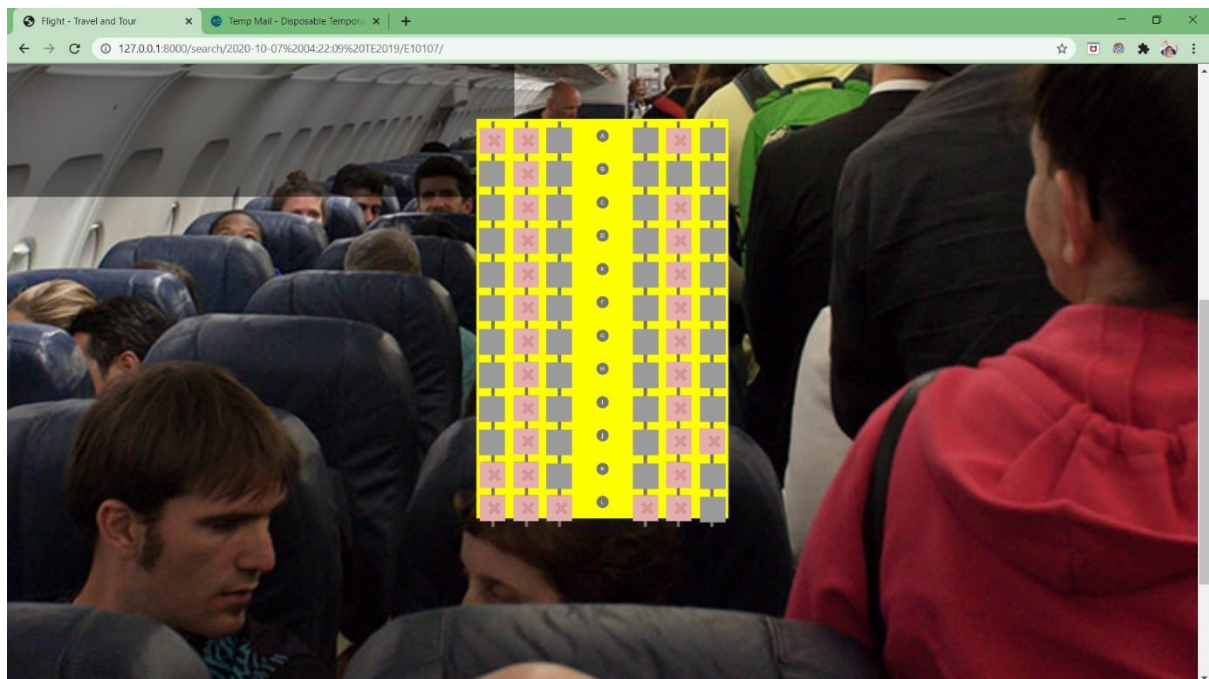 Flight - Travel and Tour
Temp Mail - Disposable Tempora
127.0.0.1:8000/search/2020-10-07%2004:22:09%20TE2019/E10107/
A
C
D
F
G
H
I
J
K
L